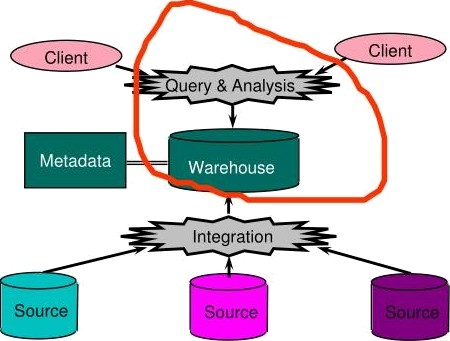 Client
Client
Query & Analysis
Metadata
Warehouse
Integration
Source
Source
Source